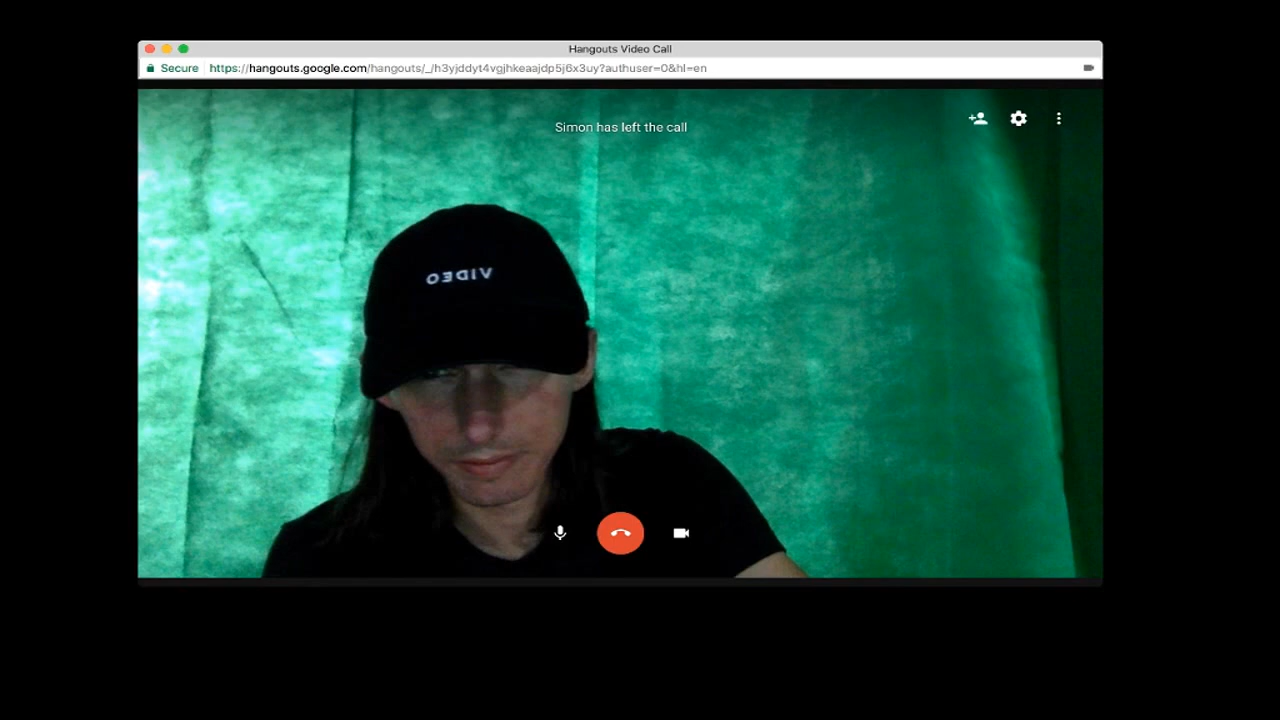 Hangouts Video Call
Secure https://hangouts.google.com/hangouts/_/h3yjddyt4vgjhkeaajdp5j6x3uy?authuser=0&hl=en
Simon has left the call
VIDEO